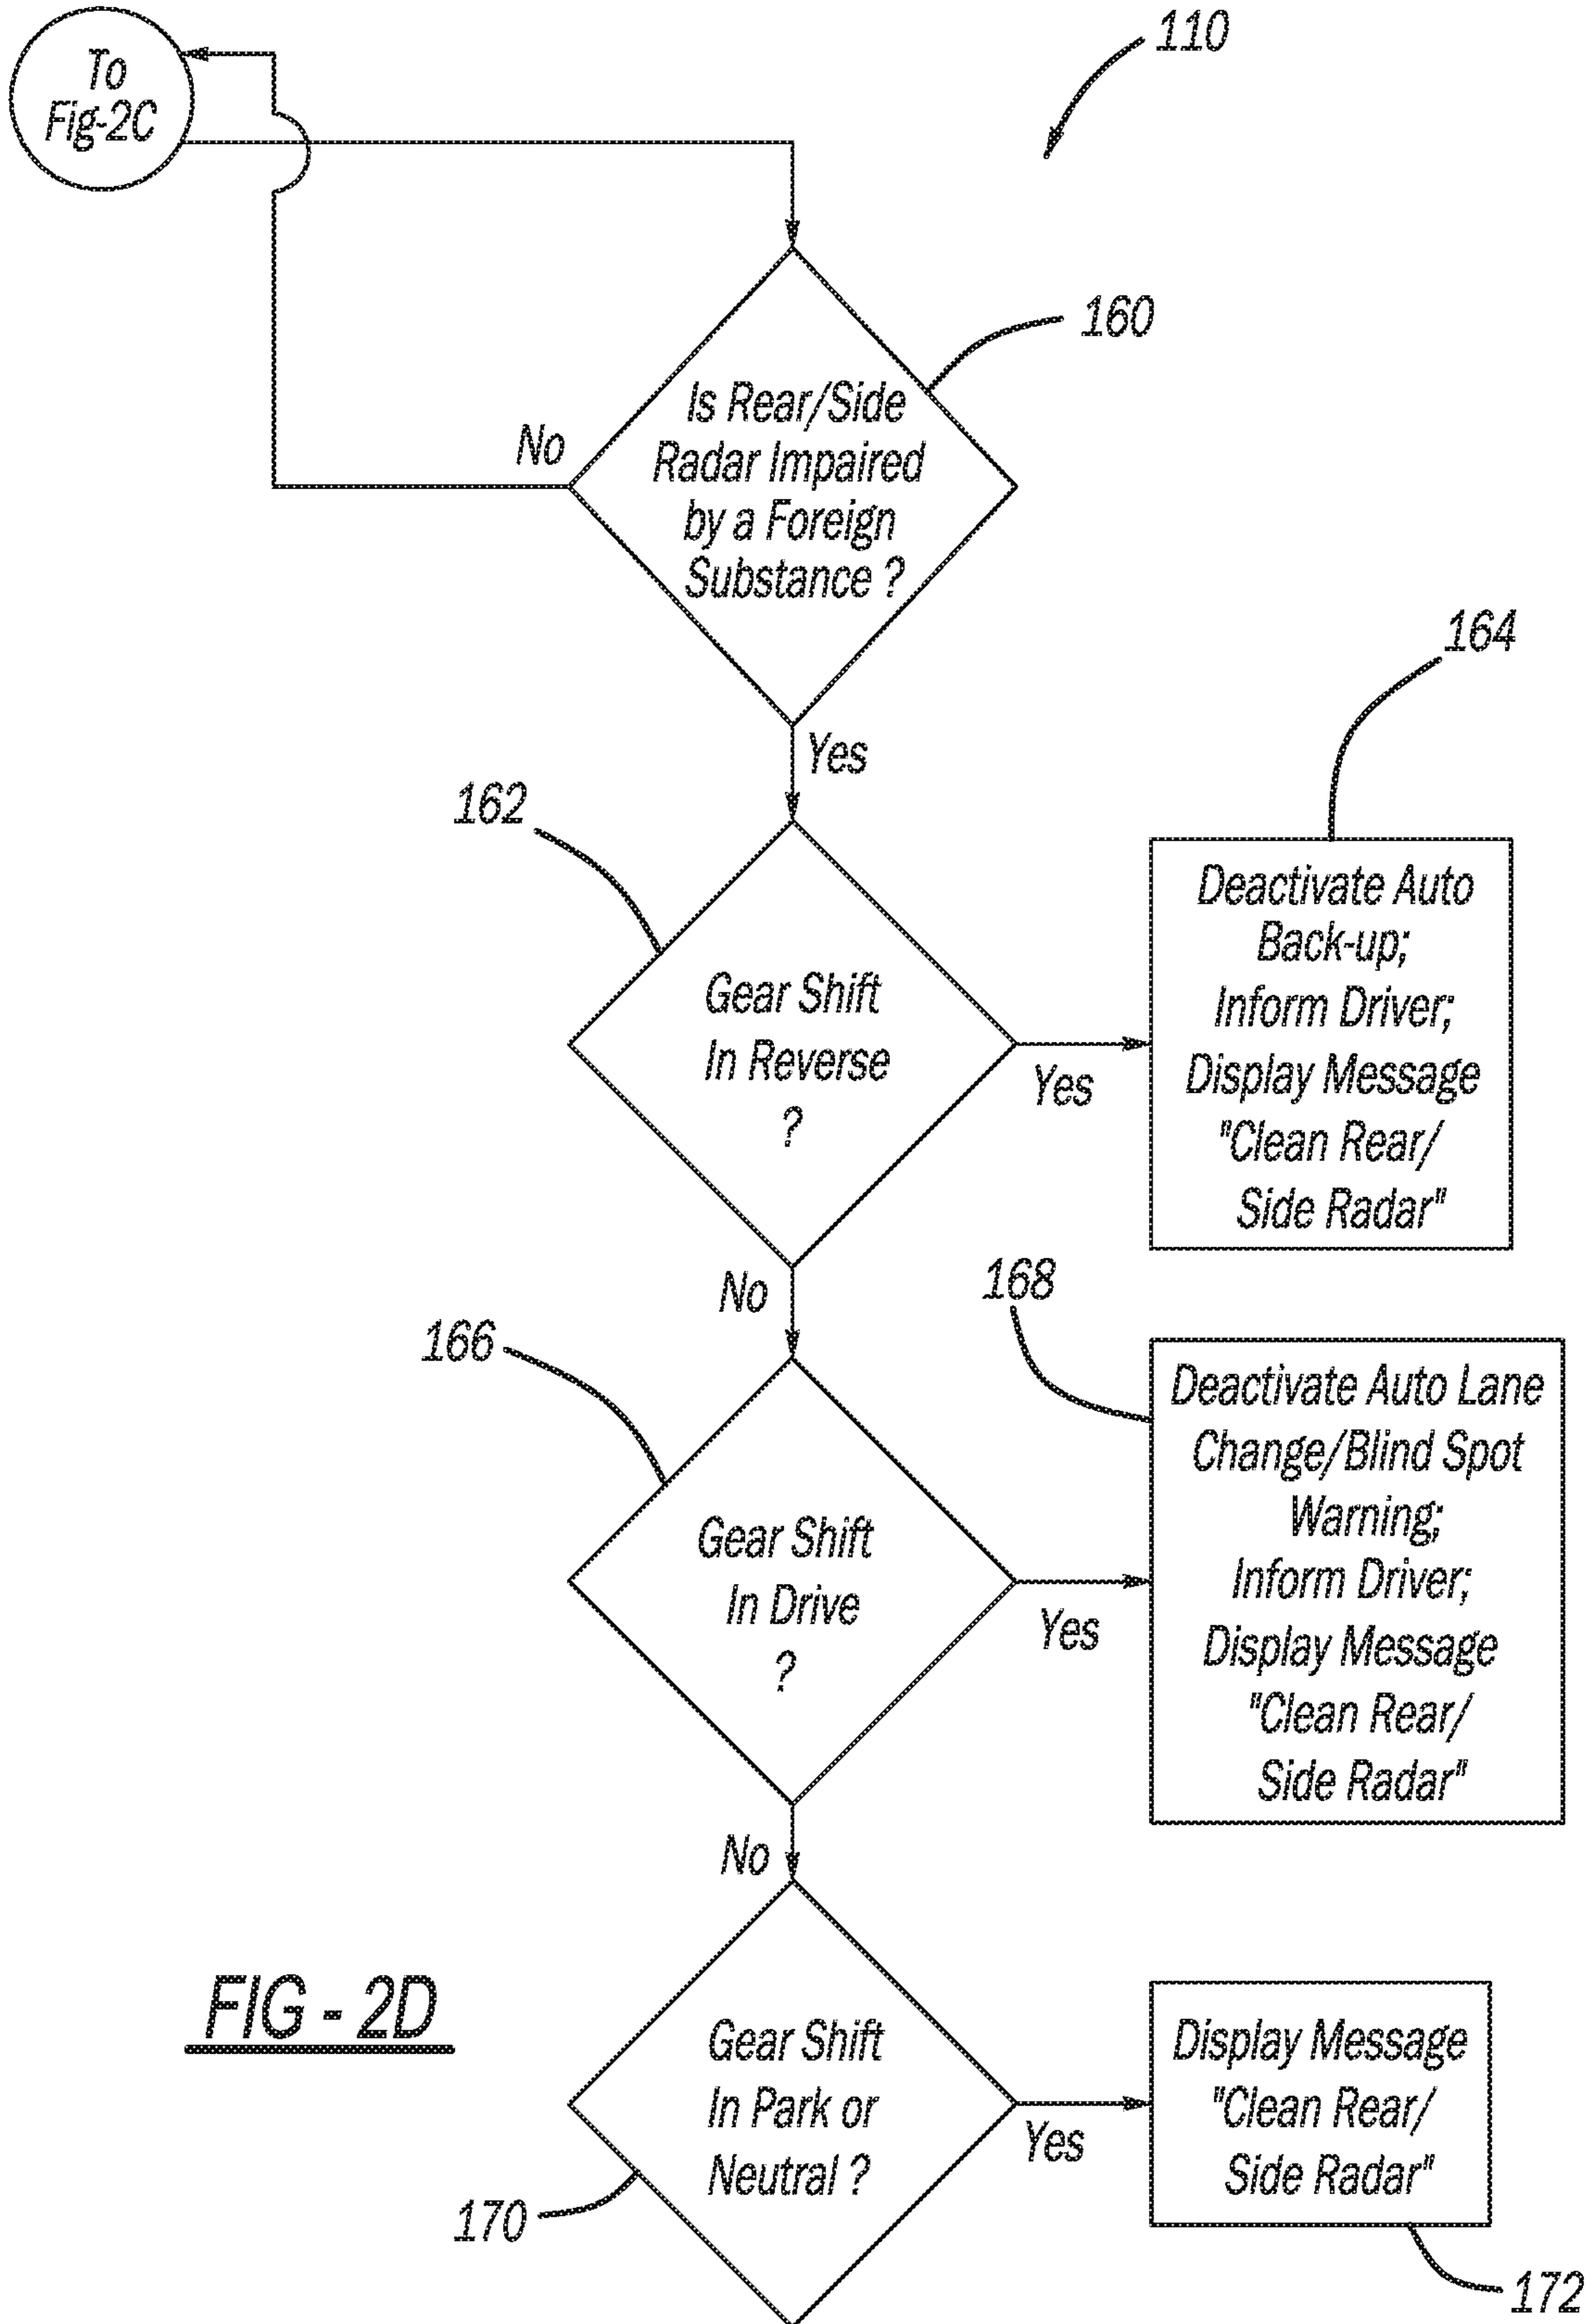 To
Fig-2C
110
160
Is Rear/Side
Radar Impaired
by a Foreign
Substance ?
No
Yes
162
Gear Shift
In Reverse
?
Yes
164
Deactivate Auto
Back-up;
Inform Driver;
Display Message
"Clean Rear/
Side Radar"
No
166
Gear Shift
In Drive
?
Yes
168
Deactivate Auto Lane
Change/Blind Spot
Warning;
Inform Driver;
Display Message
"Clean Rear/
Side Radar"
No
FIG - 2D
Gear Shift
In Park or
Neutral ?
170
Yes
Display Message
"Clean Rear/
Side Radar"
172